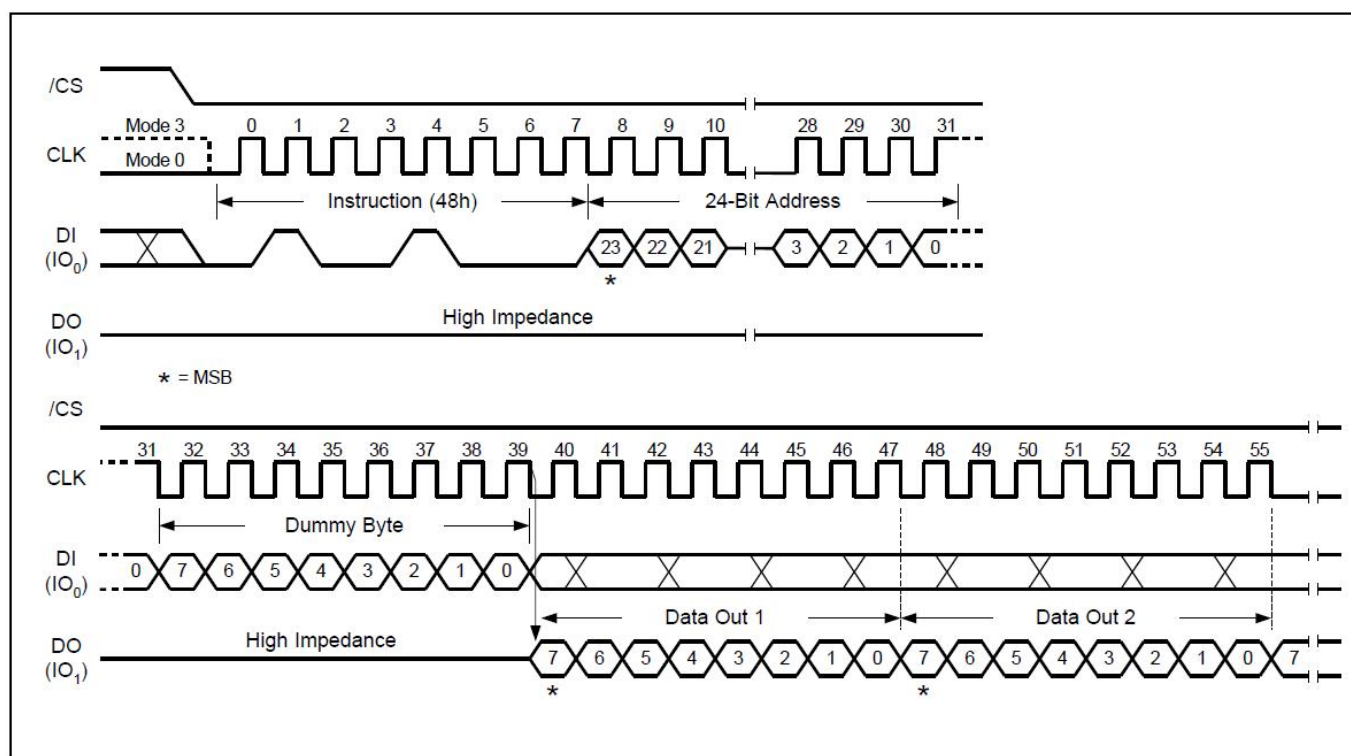 /CS
Mode 3 0 1 2 3 4 5 6 7 8 9 10 28 29 30 31
CLK
Mode 0
Instruction (48h) 24-Bit Address
DI
(IO0)
23 22 21 3 2 1 0
*
DO
(IO1)
High Impedance
* = MSB
/CS
31 32 33 34 35 36 37 38 39 40 41 42 43 44 45 46 47 48 49 50 51 52 53 54 55
CLK
Dummy Byte
DI
(IO0)
0 7 6 5 4 3 2 1 0
Data Out 1 Data Out 2
DO
(IO1)
High Impedance
7 6 5 4 3 2 1 0 7 6 5 4 3 2 1 0 7
* *